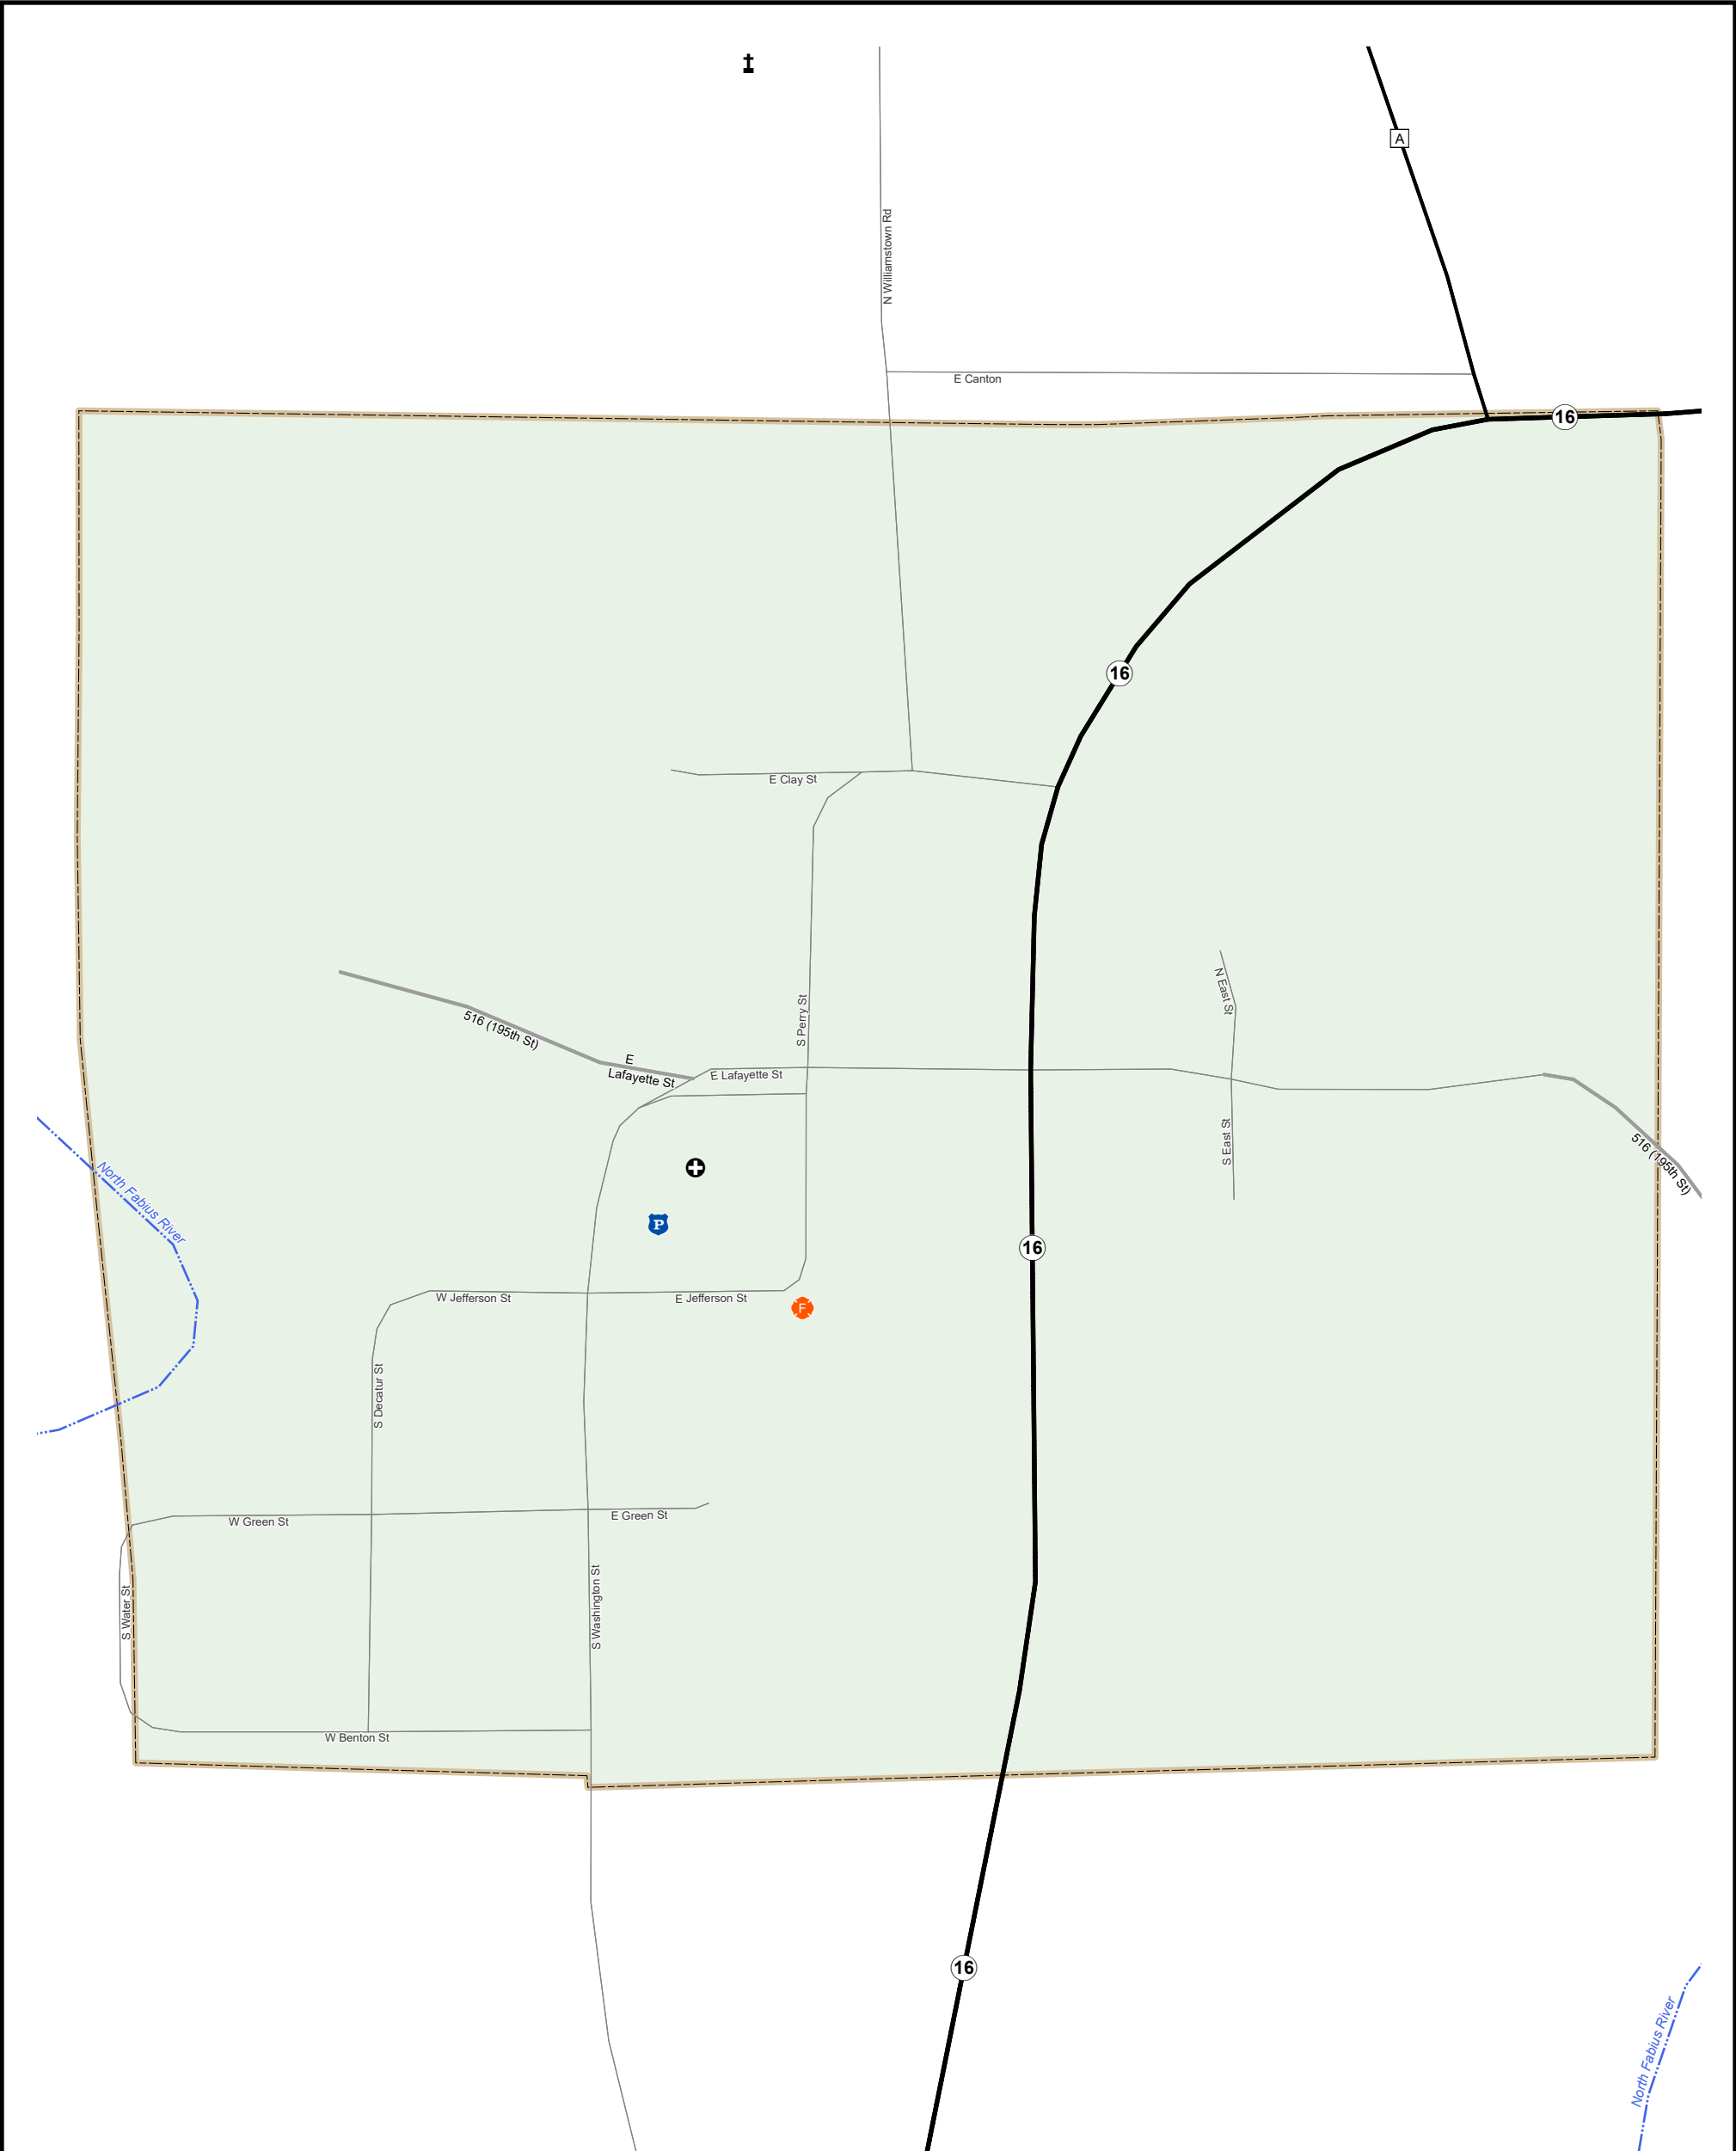 A
N Williamstown Rd
E Canton
16
16
E Clay St
N East St
S Perry St
516 (195th St)
E
Lafayette St
E Lafayette St
S East St
516 (195th St)
North Fabius River
P
16
W Jefferson St
E Jefferson St
F
S Decatur St
W Green St
E Green St
S Water St
S Washington St
W Benton St
16
North Fabius River